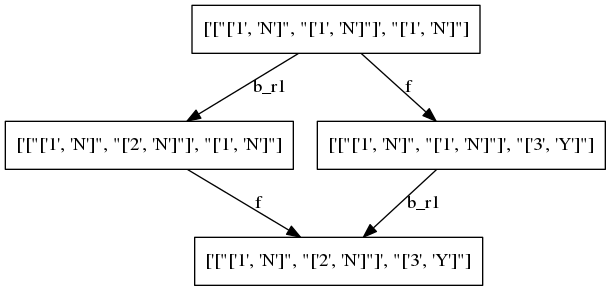 ['["['1', 'N']", "['1', 'N']"]', "['1', 'N']"]
b_r1
f
['["['1', 'N']", "['2', 'N']"]', "['1', 'N']"]
['["['1', 'N']", "['1', 'N']"]', "['3', 'Y']"]
f
b_r1
['["['1', 'N']", "['2', 'N']"]', "['3', 'Y']"]